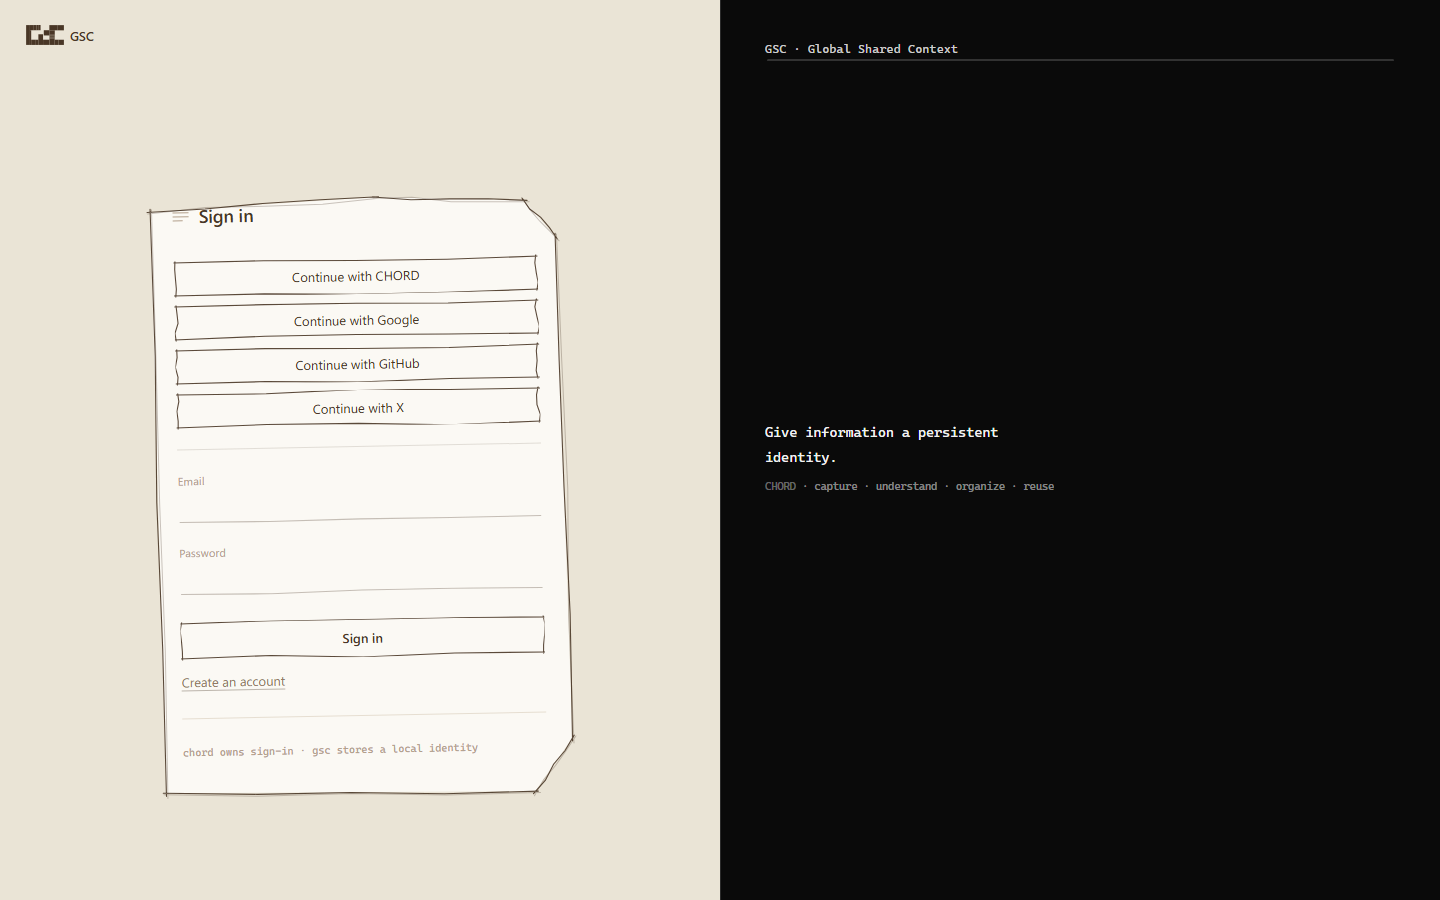 GSC
Sign in
Continue with CHORD
Continue with Google
Continue with GitHub
Continue with X
Email
Password
Sign in
Create an account
chord owns sign-in · gsc stores a local identity
GSC · Global Shared Context
Give information a persistent
identity.
CHORD · capture · understand · organize · reuse